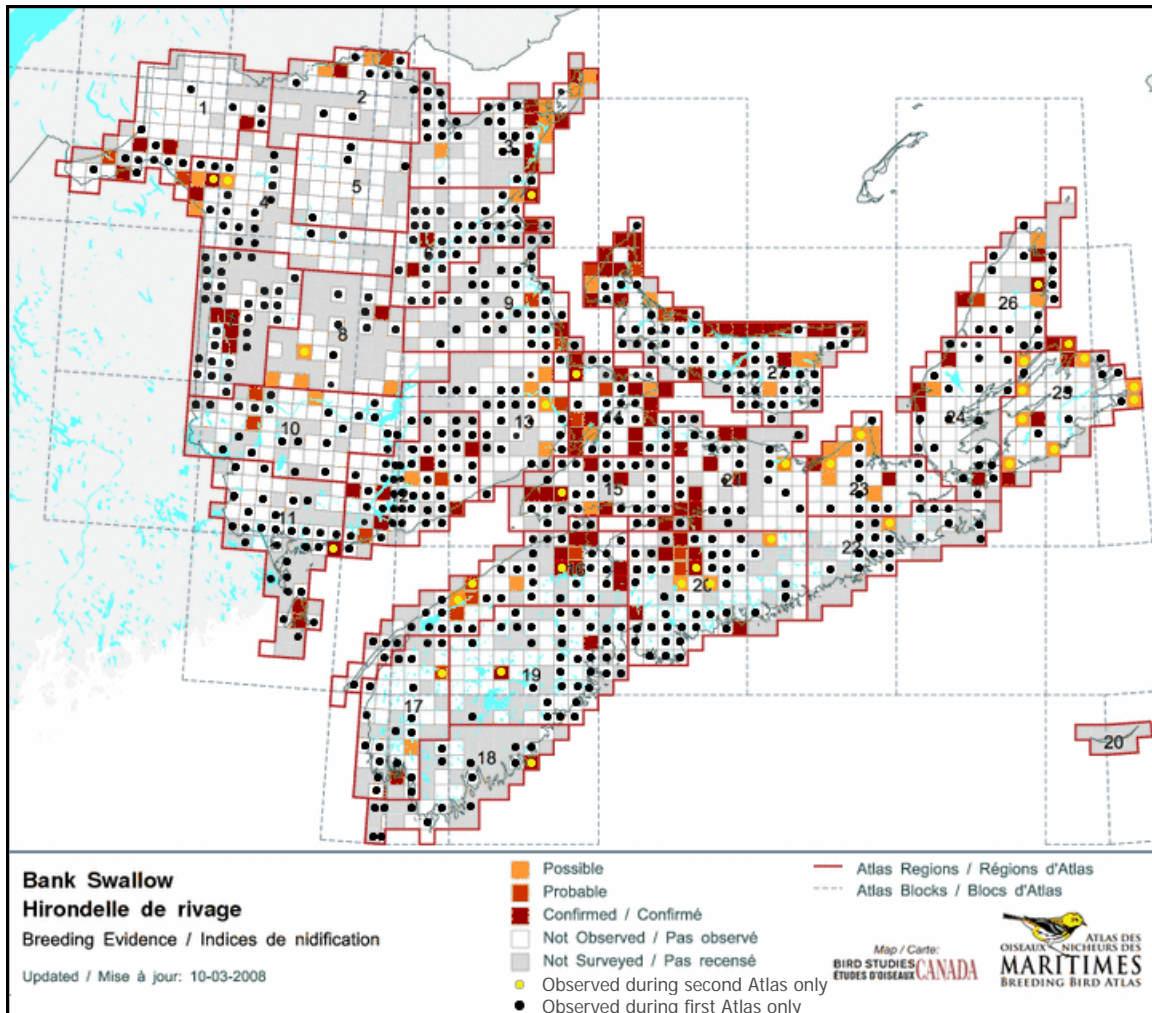 1
2
3
4
5
6
8
9
10
11
13
15
16
17
18
19
20
21
22
23
24
25
26
27
20
Bank Swallow
Hirondelle de rivage
Breeding Evidence / Indices de nidification
Updated / Mise à jour: 10-03-2008
Possible
Probable
Confirmed / Confirmé
Not Observed / Pas observé
Not Surveyed / Pas recensé
Observed during second Atlas only
Observed during first Atlas only
Atlas Regions / Régions d'Atlas
Atlas Blocks / Blocs d'Atlas
Map / Carte:
BIRD STUDIES
ÉTUDES D'OISEAUX CANADA
ATLAS DES
OISEAUX NICHEURS DES
MARITIMES
BREEDING BIRD ATLAS